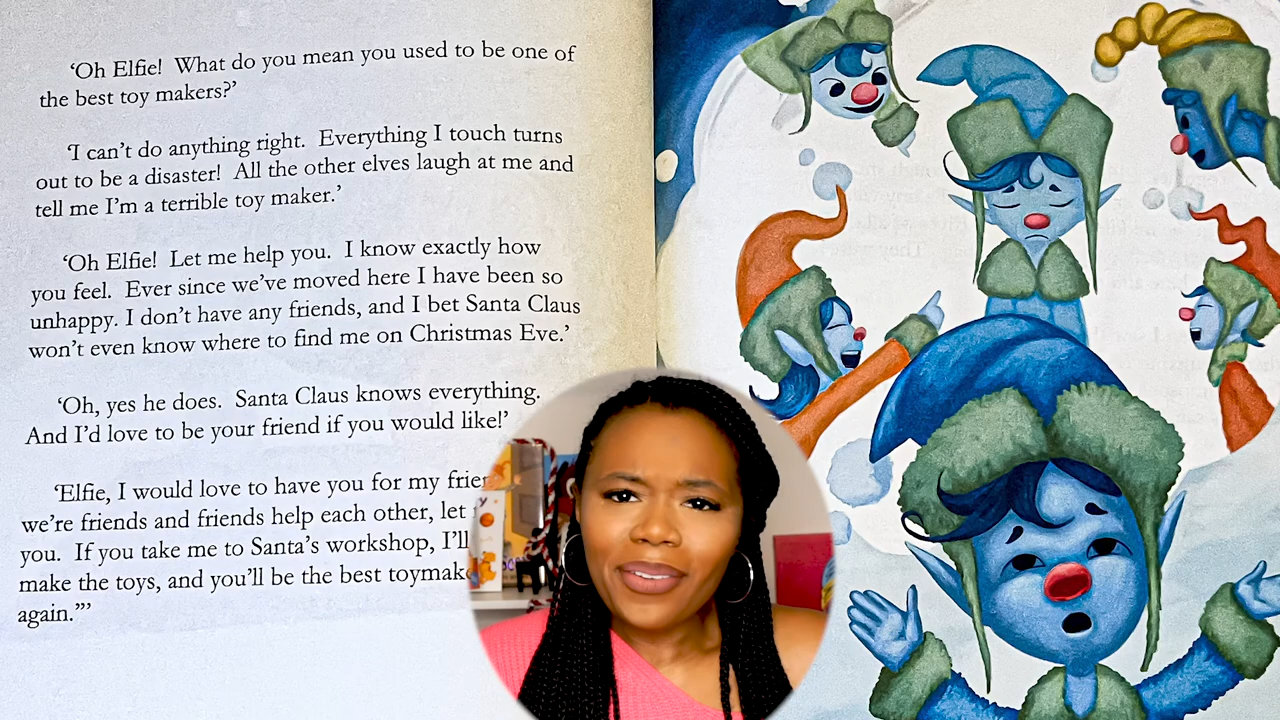 ‘Oh Elfie!  What do you mean you used to be one of
the best toy makers?’
‘I can’t do anything right.  Everything I touch turns
out to be a disaster!  All the other elves laugh at me and
tell me I’m a terrible toy maker.’
‘Oh Elfie!  Let me help you.  I know exactly how
you feel.  Ever since we’ve moved here I have been so
unhappy. I don’t have any friends, and I bet Santa Claus
won’t even know where to find me on Christmas Eve.’
‘Oh, yes he does.  Santa Claus knows everything.
And I’d love to be your friend if you would like!’
‘Elfie, I would love to have you for my
we’re friends and friends help each other, let
you.  If you take me to Santa’s workshop, I’ll
make the toys, and you’ll be the best
again.”’